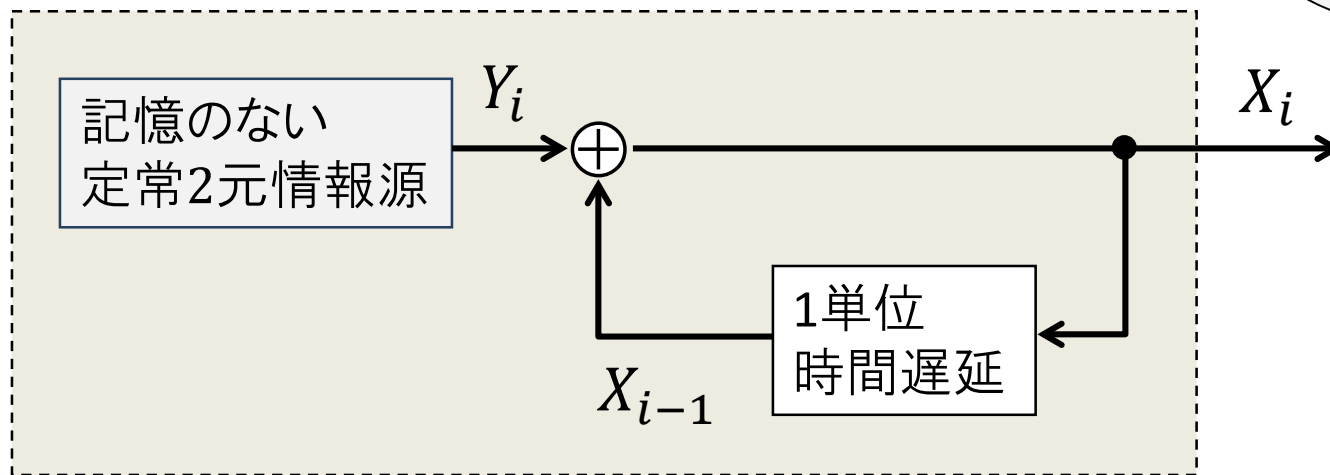 記憶のない
定常2元情報源
Y_i
X_i
1単位
時間遅延
X_{i-1}